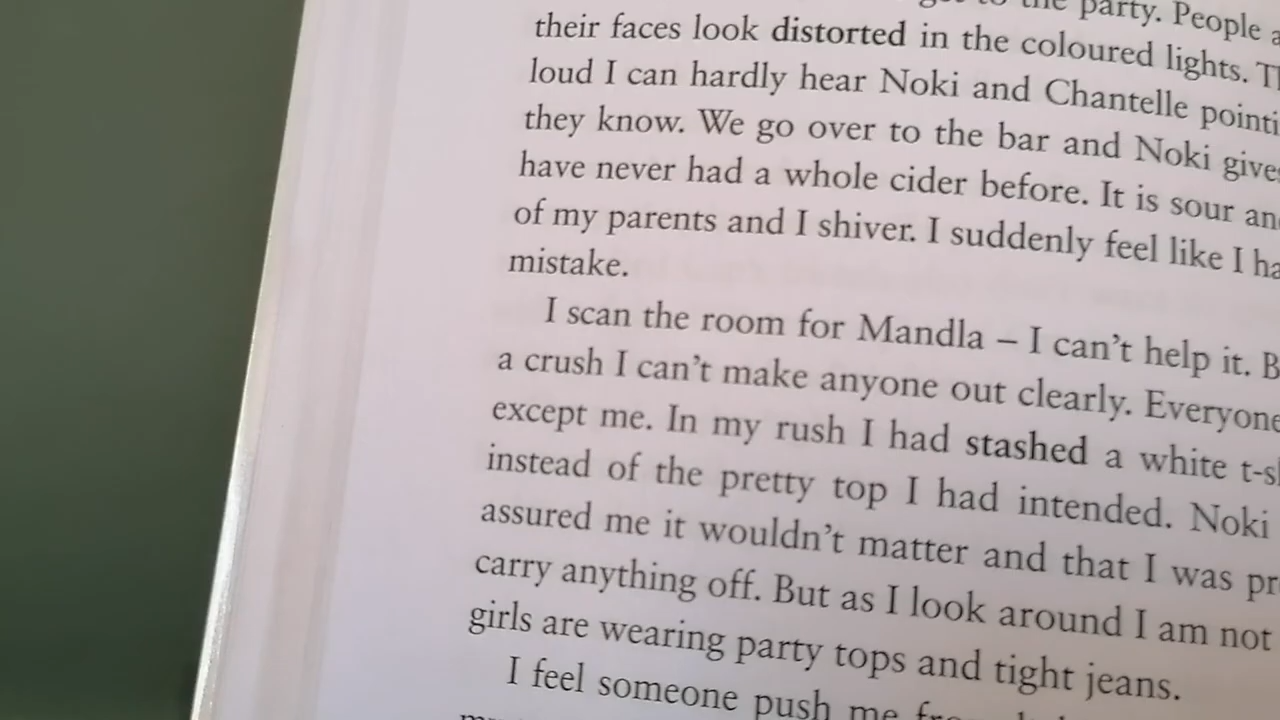 to the party. People
their faces look distorted in the coloured lights.
loud I can hardly hear Noki and Chantelle
they know. We go over to the bar and Noki
have never had a whole cider before. It is sour
of my parents and I shiver. I suddenly feel like I
mistake.
I scan the room for Mandla – I can't help it.
a crush I can't make anyone out clearly. Everyone
except me. In my rush I had stashed a white
instead of the pretty top I had intended. Noki
assured me it wouldn't matter and that I was
carry anything off. But as I look around I am not
girls are wearing party tops and tight jeans.
I feel someone push me